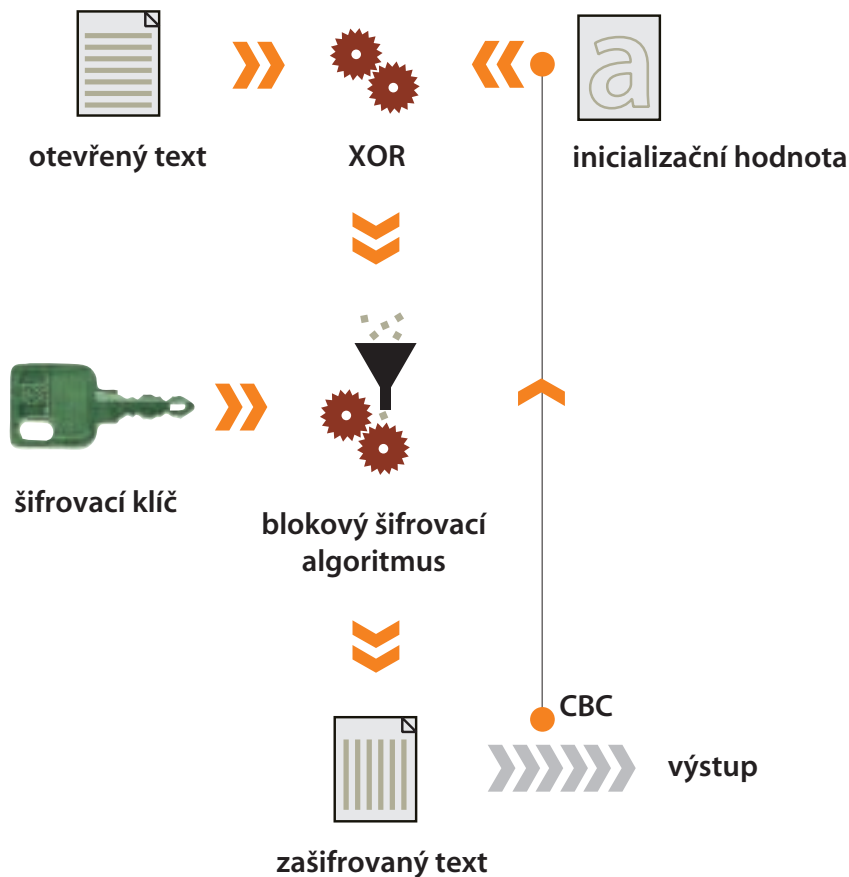 a
otevřený text
XOR
inicializační hodnota
šifrovací klíč
blokový šifrovací
algoritmus
CBC
výstup
zašifrovaný text